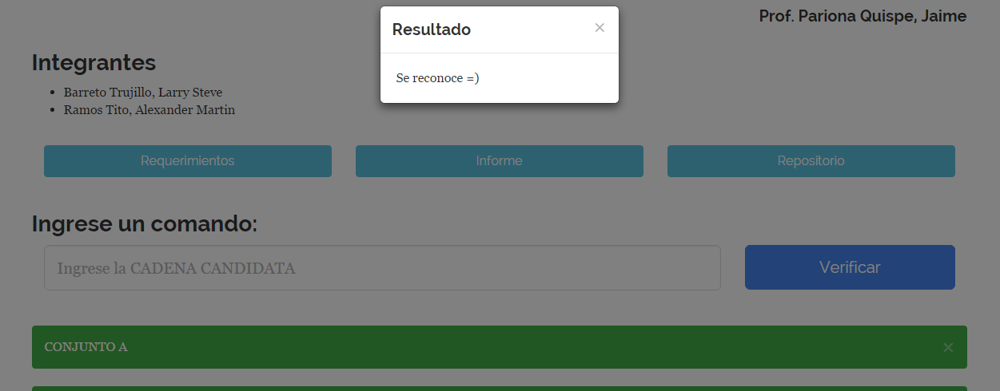 Prof. Pariona Quispe, Jaime
Resultado ×
Se reconoce =)
Integrantes
Barreto Trujillo, Larry Steve
Ramos Tito, Alexander Martin
Requerimientos Informe Repositorio
Ingrese un comando:
Ingrese la CADENA CANDIDATA Verificar
CONJUNTO A ×